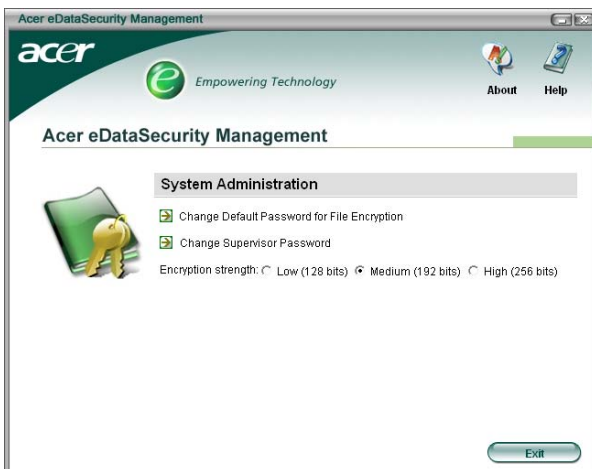 Acer eDataSecurity Management
acer
e Empowering Technology
About Help
Acer eDataSecurity Management
System Administration
Change Default Password for File Encryption
Change Supervisor Password
Encryption strength: Low (128 bits) Medium (192 bits) High (256 bits)
Exit